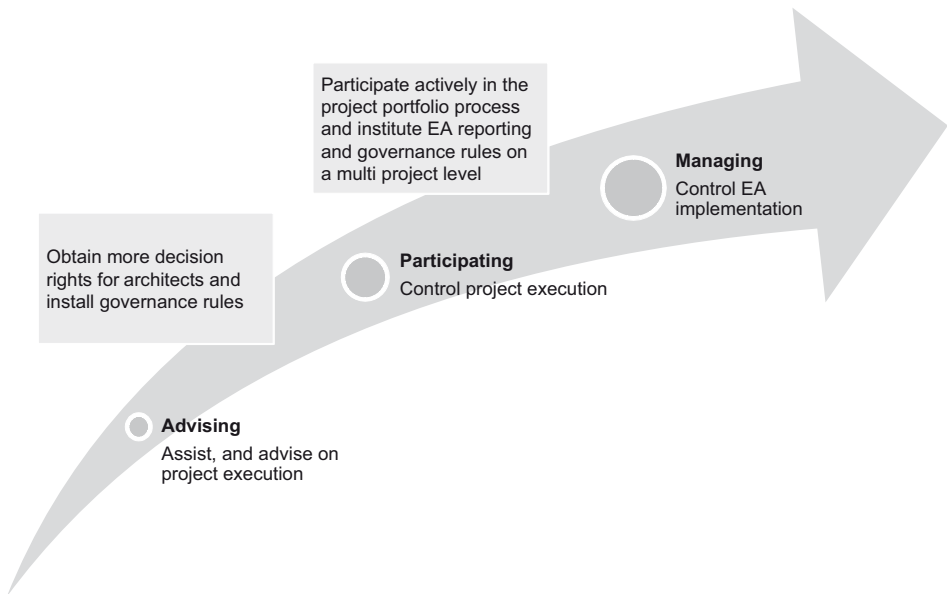 Participate actively in the
project portfolio process
and institute EA reporting
and governance rules on
a multi project level
Managing
Control EA
implementation
Obtain more decision
rights for architects and
install governance rules
Participating
Control project execution
Advising
Assist, and advise on
project execution